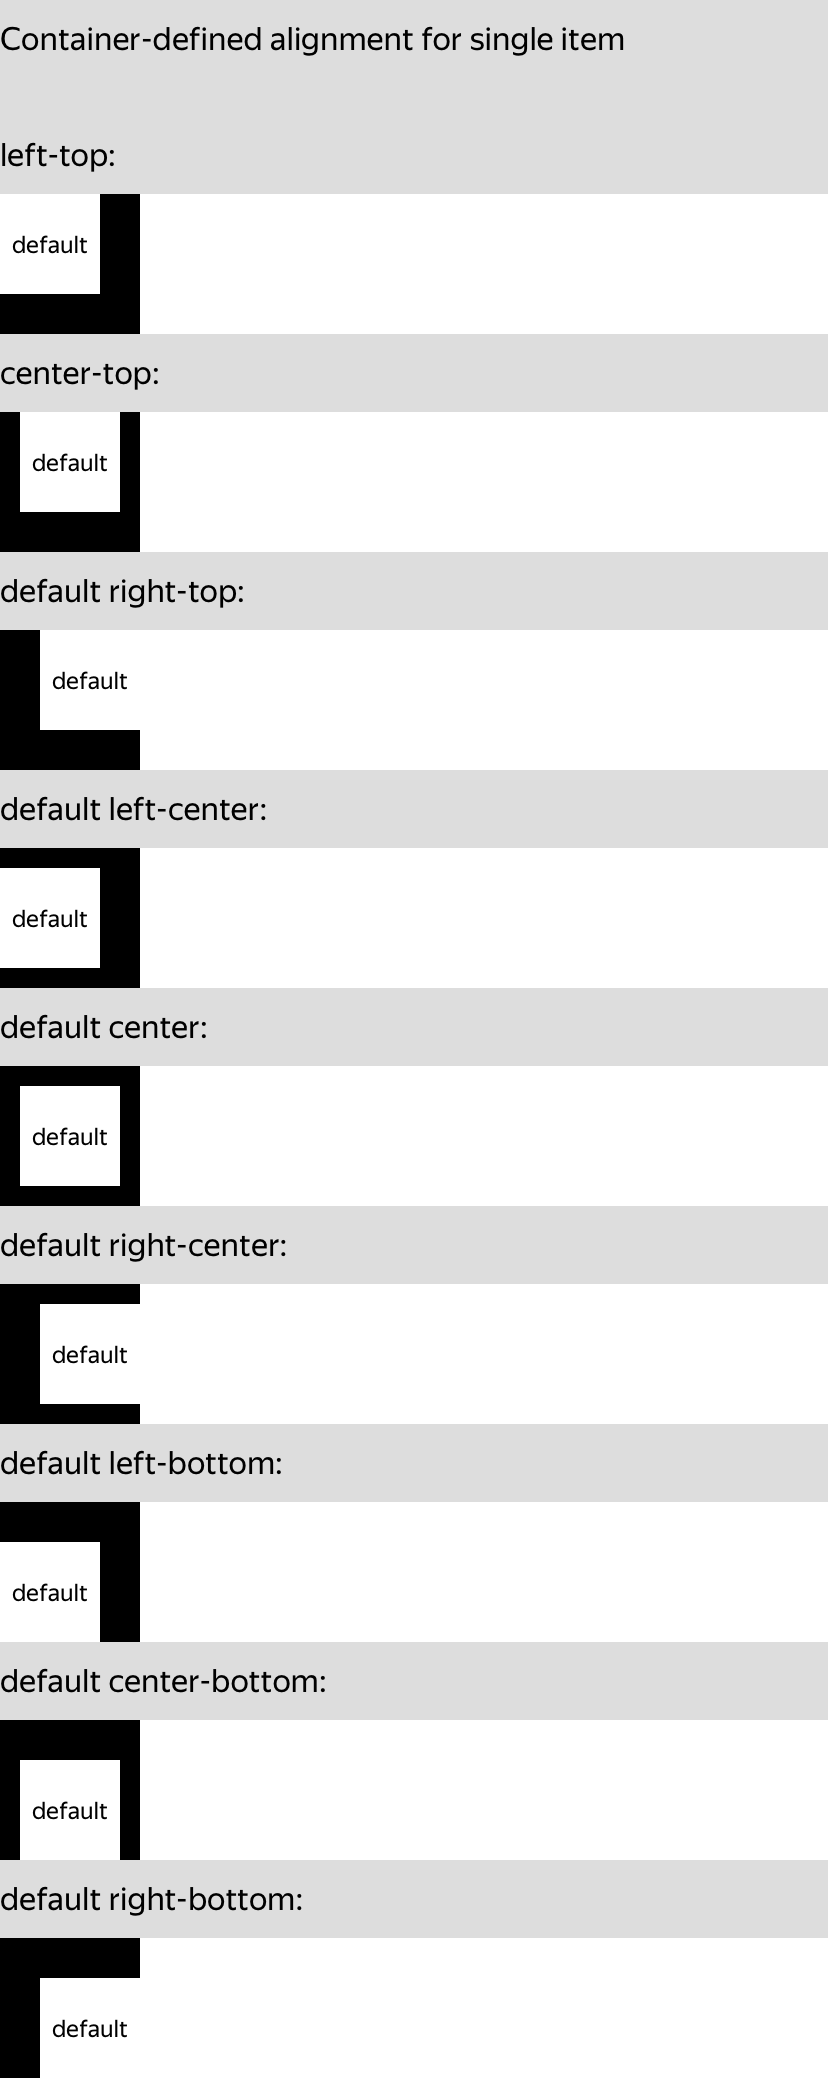 Container-defined alignment for single item
left-top:
default
center-top:
default
default right-top:
default
default left-center:
default
default center:
default
default right-center:
default
default left-bottom:
default
default center-bottom:
default
default right-bottom:
default